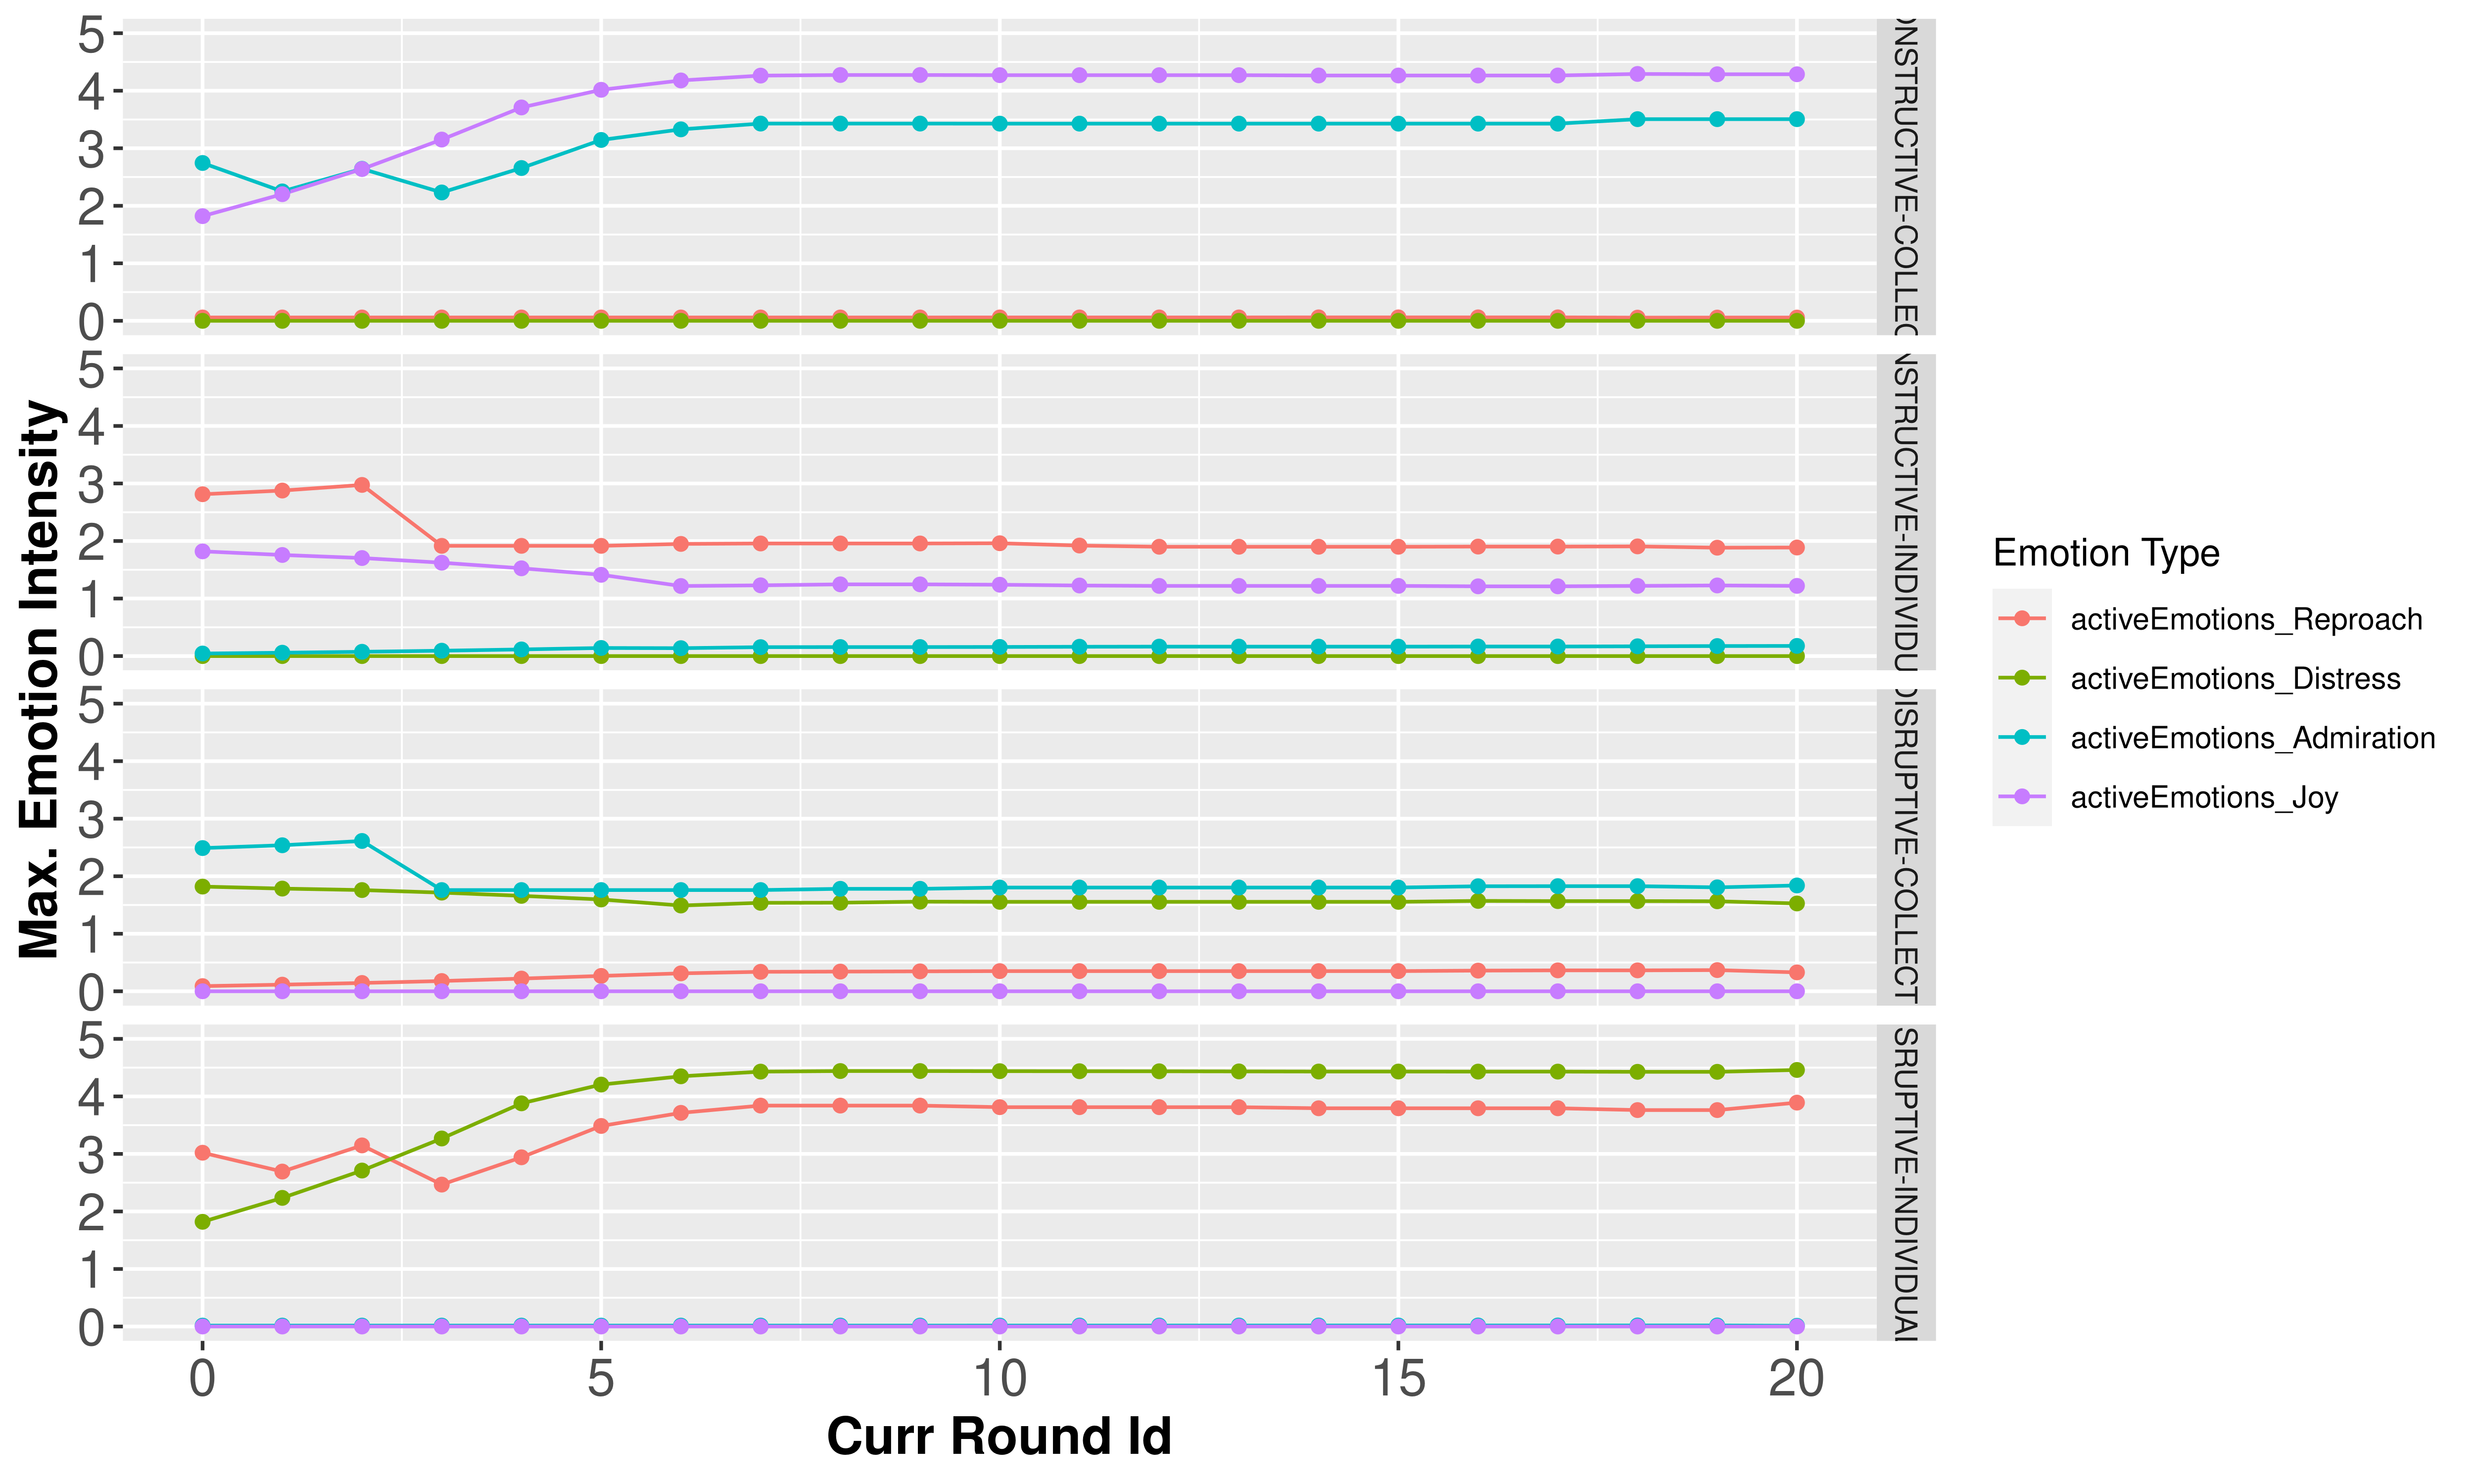 Max. Emotion Intensity
5
4
3
2
1
0
ONSTRUCTIVE-COLLEC
5
4
3
2
1
0
NSTRUCTIVE-INDIVIDU
5
4
3
2
1
0
DISRUPTIVE-COLLECT
5
4
3
2
1
0
SRUPTIVE-INDIVIDUAL
0 5 10 15 20
Curr Round Id
Emotion Type
activeEmotions_Reproach
activeEmotions_Distress
activeEmotions_Admiration
activeEmotions_Joy